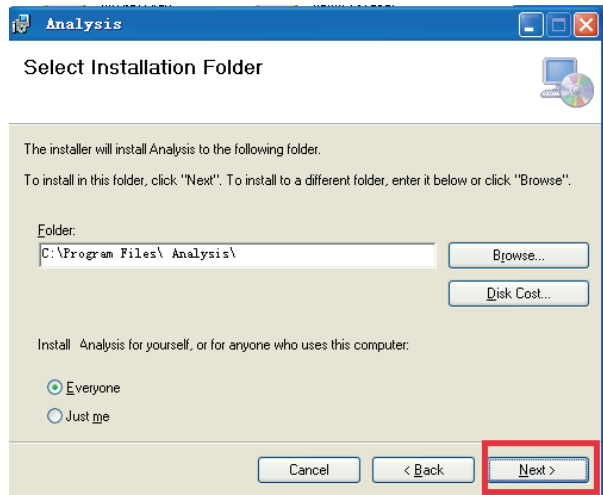 Analysis
Select Installation Folder
The installer will install Analysis to the following folder.
To install in this folder, click "Next". To install to a different folder, enter it below or click "Browse".
Folder:
C:\Program Files\ Analysis\
Browse...
Disk Cost...
Install Analysis for yourself, or for anyone who uses this computer:
Everyone
Just me
Cancel
< Back
Next >